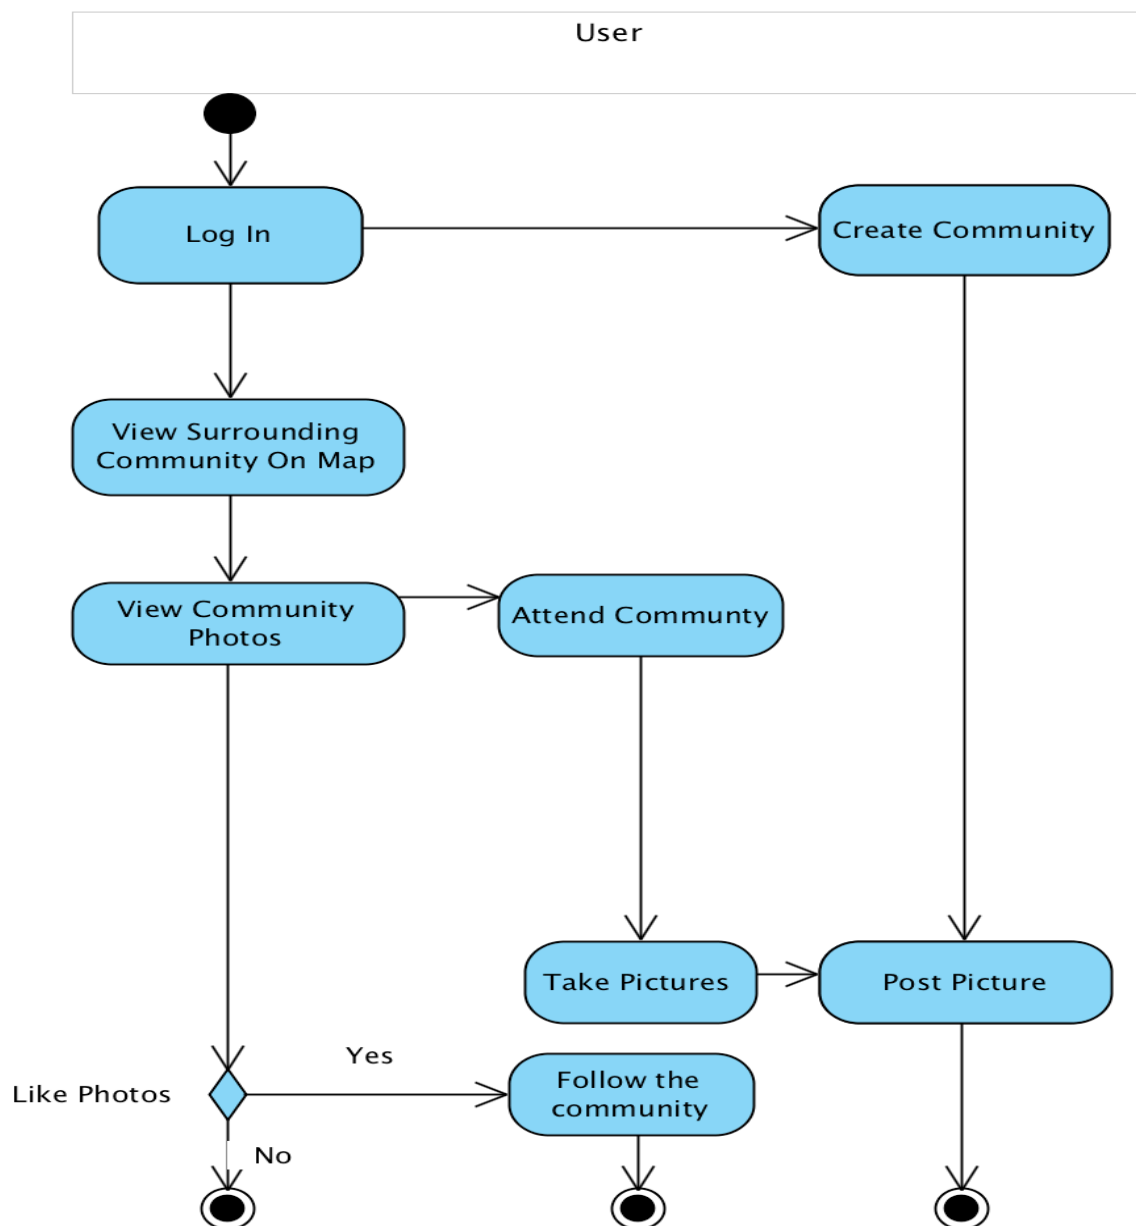 User
Log In
Create Community
View Surrounding
Community On Map
View Community
Photos
Attend Communty
Take Pictures
Post Picture
Yes
Like Photos
Follow the
community
No